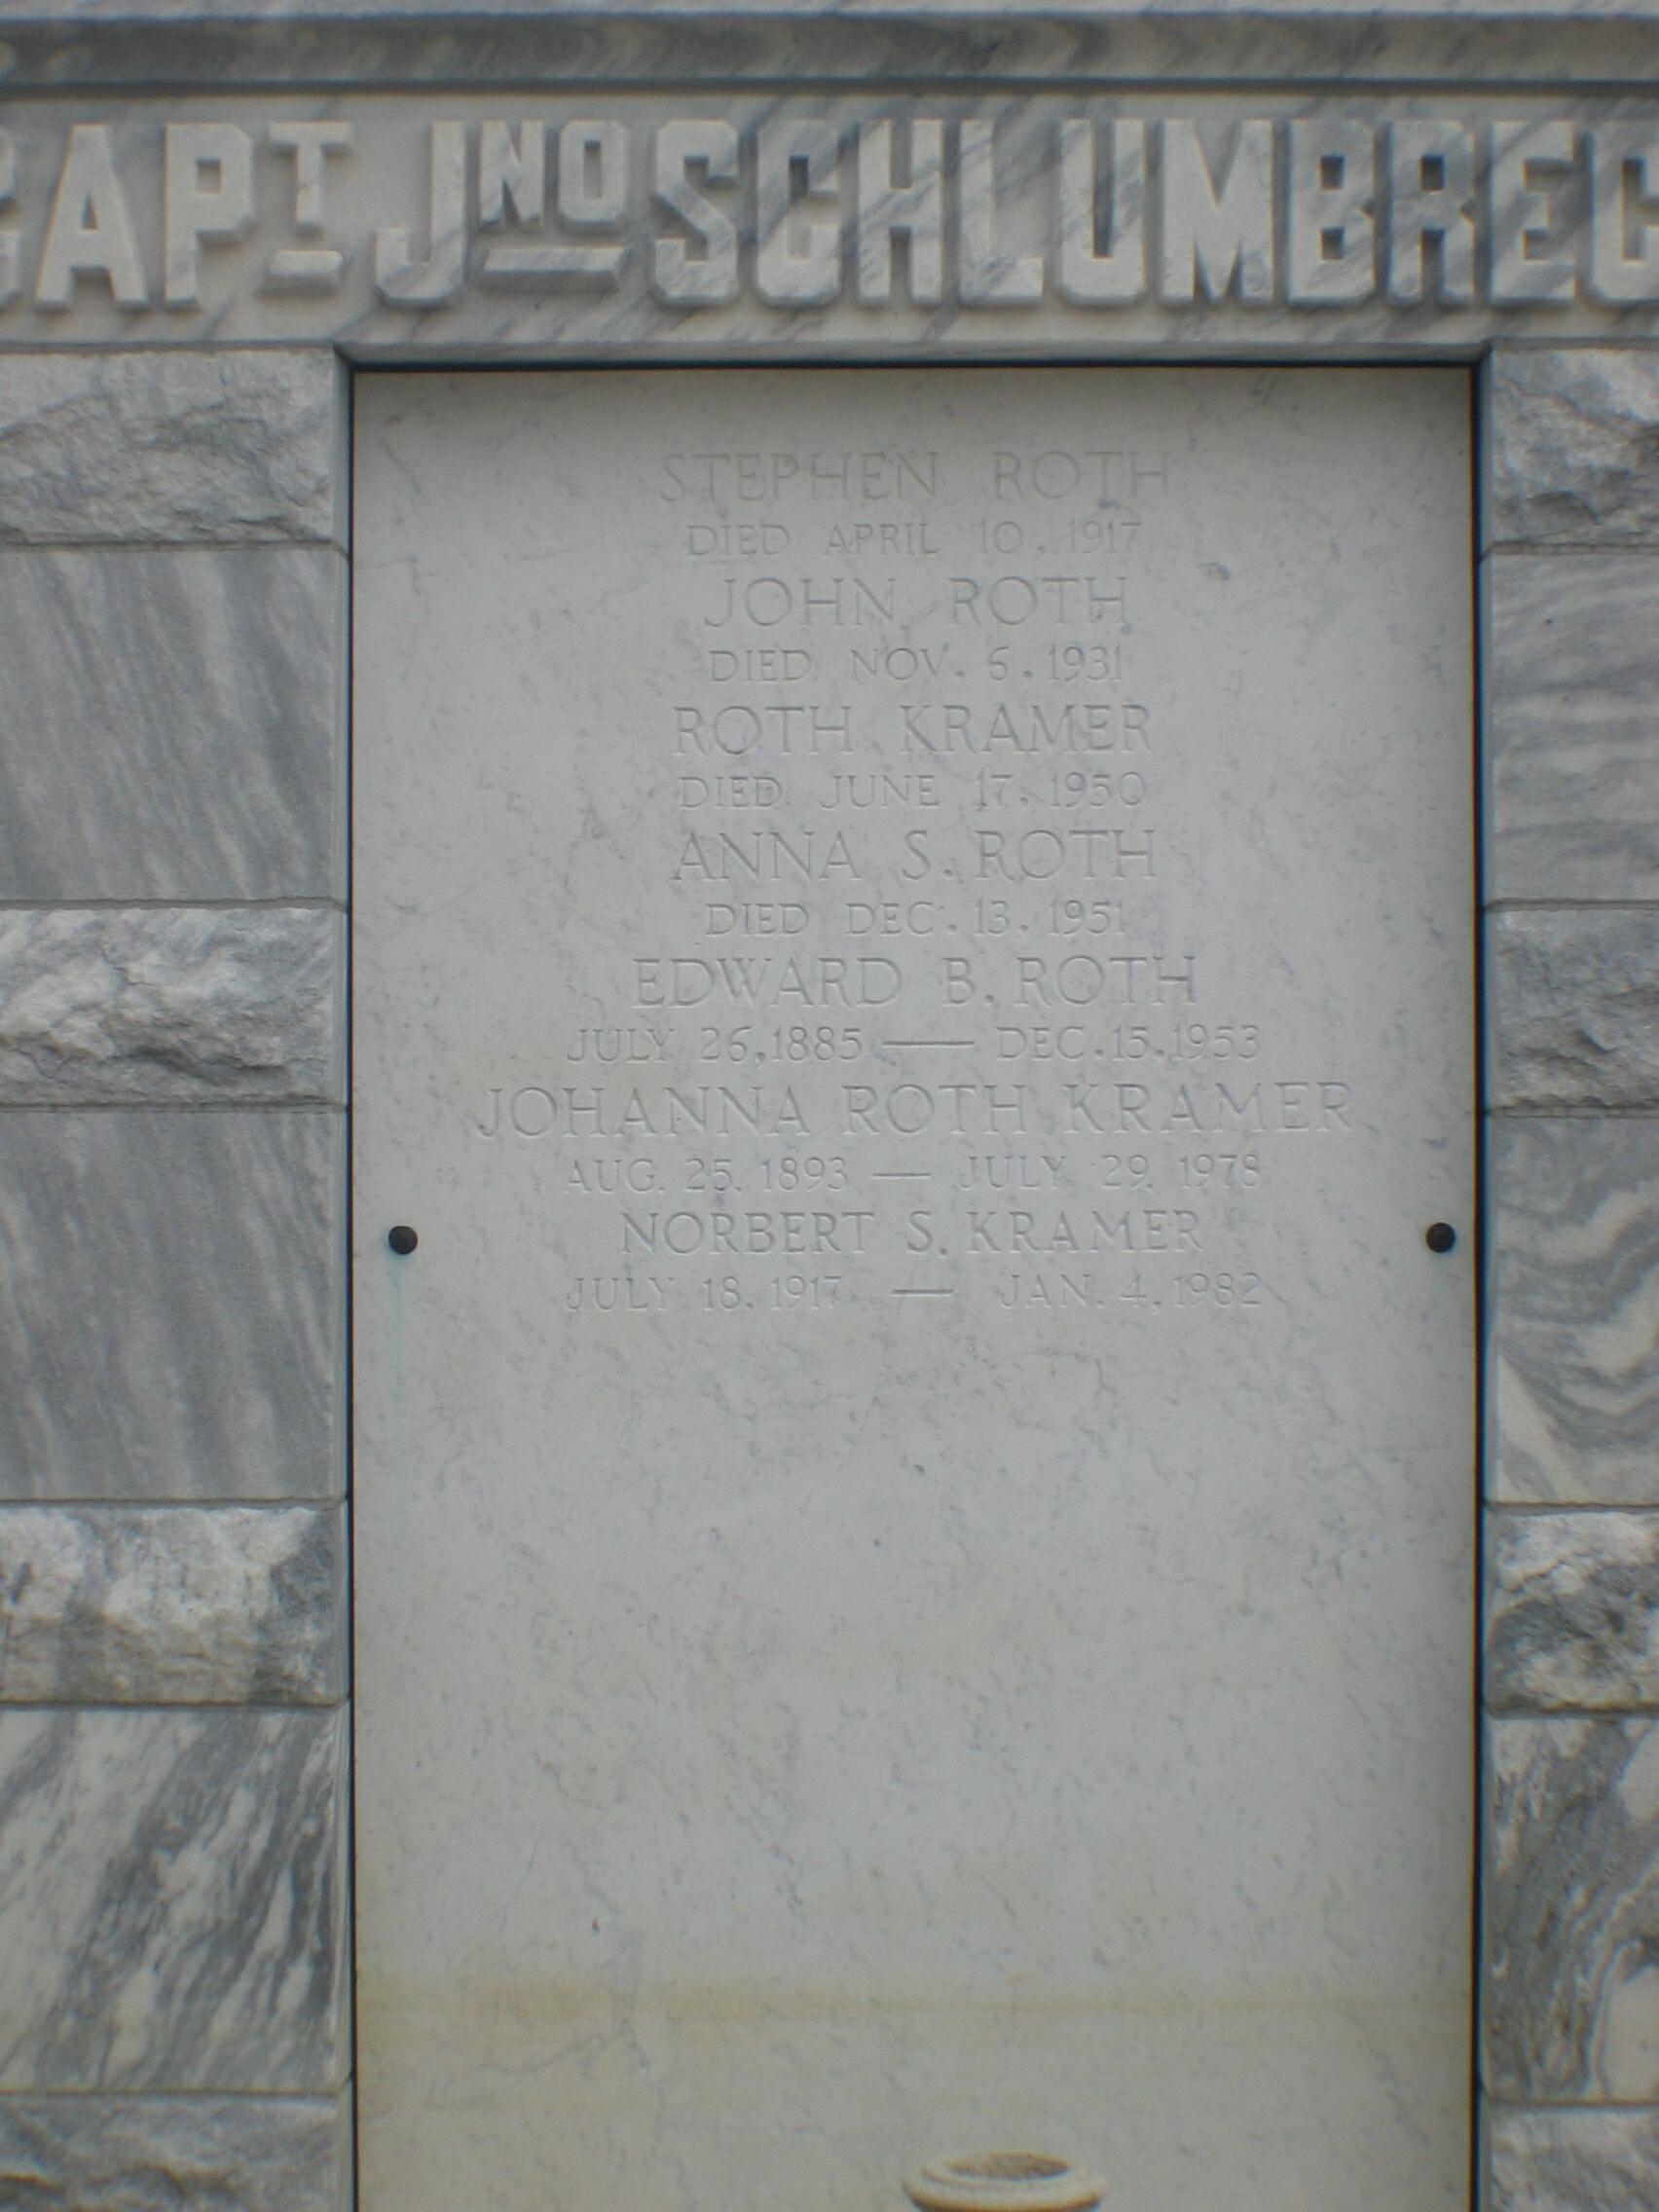 CAPT JNO SCHLUMBREC
STEPHEN ROTH
DIED APRIL 10, 1917
JOHN ROTH
DIED NOV. 6. 1931
ROTH KRAMER
DIED JUNE 17. 1950
ANNA S. ROTH
DIED DEC. 13. 1951
EDWARD B. ROTH
JULY 26,1885 — DEC.15.1953
JOHANNA ROTH KRAMER
AUG. 25. 1893 — JULY 29. 1978
NORBERT S. KRAMER
JULY 18. 1917 — JAN. 4, 1982